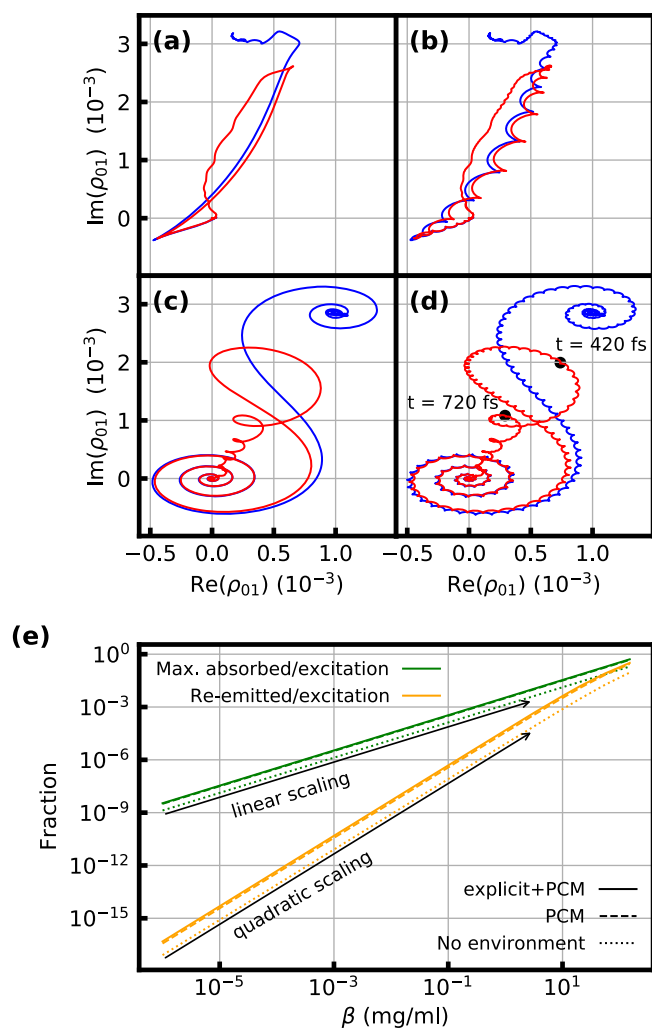 (a)
(b)
3
2
1
0
Im(ρ₀₁) (10⁻³)
(c)
(d)
3
2
1
0
Im(ρ₀₁) (10⁻³)
t = 420 fs
t = 720 fs
−0.5 0.0 0.5 1.0
−0.5 0.0 0.5 1.0
Re(ρ₀₁) (10⁻³)
Re(ρ₀₁) (10⁻³)
(e)
10⁰
10⁻³
10⁻⁶
10⁻⁹
10⁻¹²
10⁻¹⁵
Fraction
Max. absorbed/excitation
Re-emitted/excitation
linear scaling
quadratic scaling
explicit+PCM
PCM
No environment
10⁻⁵ 10⁻³ 10⁻¹ 10¹
β (mg/ml)